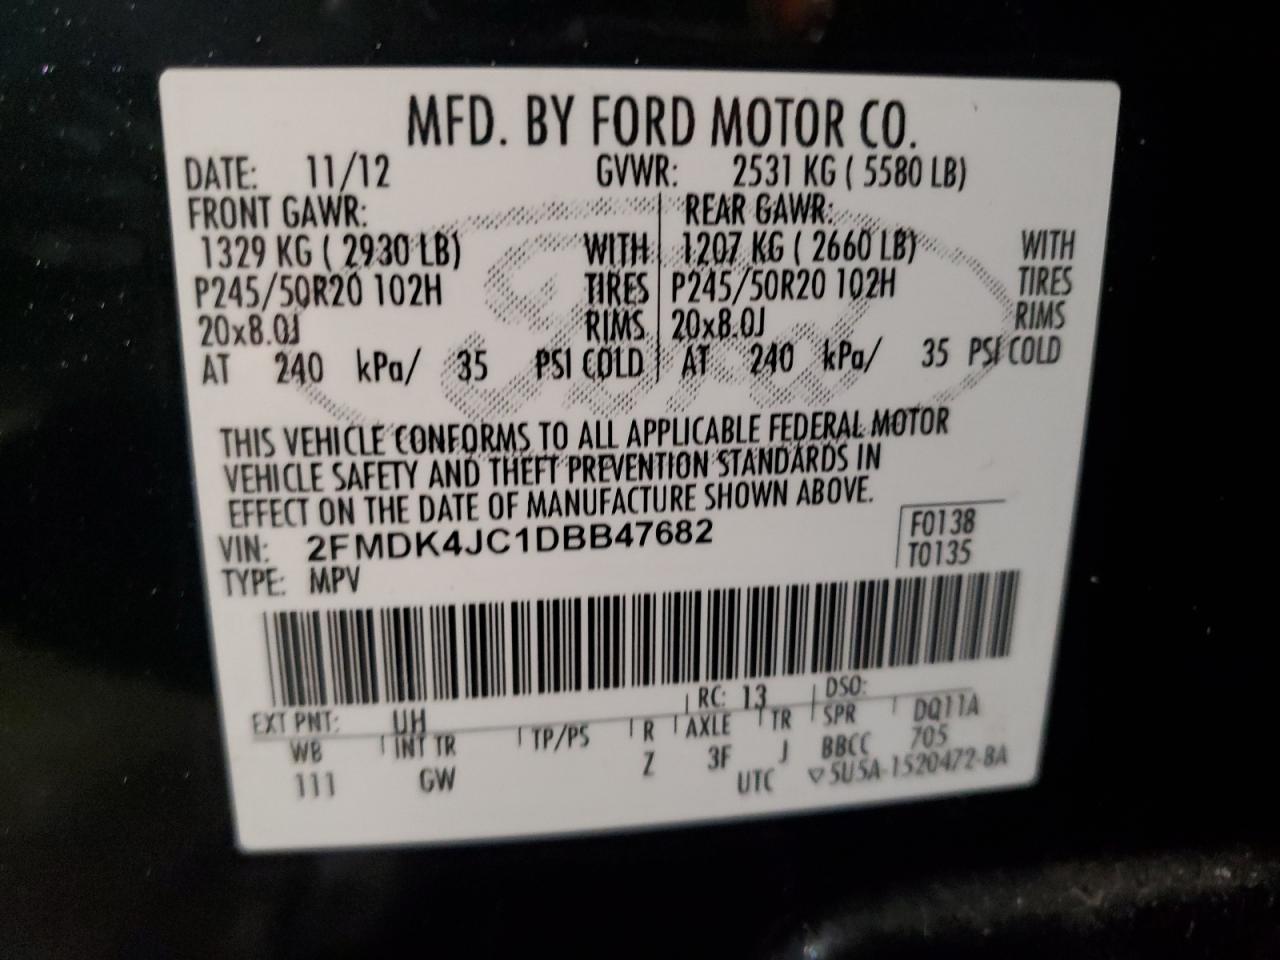 MFD. BY FORD MOTOR CO.
DATE: 11/12 GVWR: 2531 KG ( 5580 LB)
FRONT GAWR: REAR GAWR:
1329 KG ( 2930 LB) WITH 1207 KG ( 2660 LB) WITH
P245/50R20 102H TIRES P245/50R20 102H TIRES
20x8.0J RIMS 20x8.0J RIMS
AT 240 kPa/ 35 PSI COLD AT 240 kPa/ 35 PSI COLD
Ford
THIS VEHICLE CONFORMS TO ALL APPLICABLE FEDERAL MOTOR
VEHICLE SAFETY AND THEFT PREVENTION STANDARDS IN
EFFECT ON THE DATE OF MANUFACTURE SHOWN ABOVE.
VIN: 2FMDK4JC1DBB47682 F0138
TYPE: MPV T0135
EXT PNT: UH RC: 13 DSO:
WB INT TR TP/PS R AXLE TR SPR DQ11A
111 GW Z 3F J BBCC 705
UTC ▽5U5A-1520472-BA